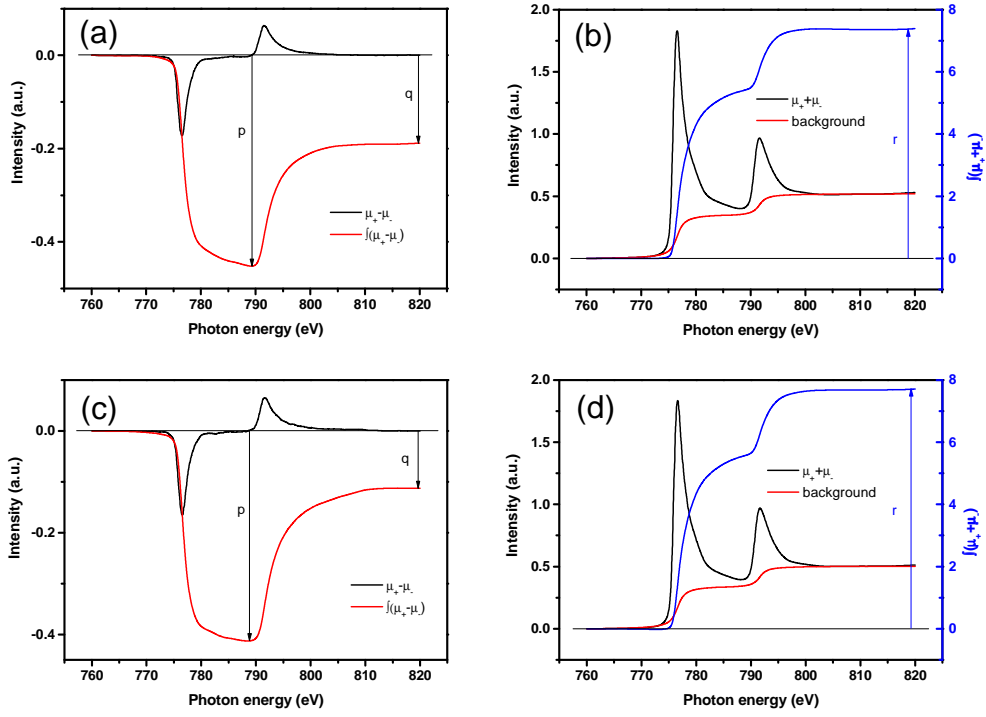 (a)
0.0
-0.2
-0.4
Intensity (a.u.)
p
q
μ₊-μ₋
∫(μ₊-μ₋)
760 770 780 790 800 810 820
Photon energy (eV)
(b)
2.0
1.5
1.0
0.5
0.0
Intensity (a.u.)
μ₊+μ₋
background
r
8
6
4
2
0
∫(μ₊+μ₋)
760 770 780 790 800 810 820
Photon energy (eV)
(c)
0.0
-0.2
-0.4
Intensity (a.u.)
p
q
μ₊-μ₋
∫(μ₊-μ₋)
760 770 780 790 800 810 820
Photon energy (eV)
(d)
2.0
1.5
1.0
0.5
0.0
Intensity (a.u.)
μ₊+μ₋
background
r
8
6
4
2
0
∫(μ₊+μ₋)
760 770 780 790 800 810 820
Photon energy (eV)